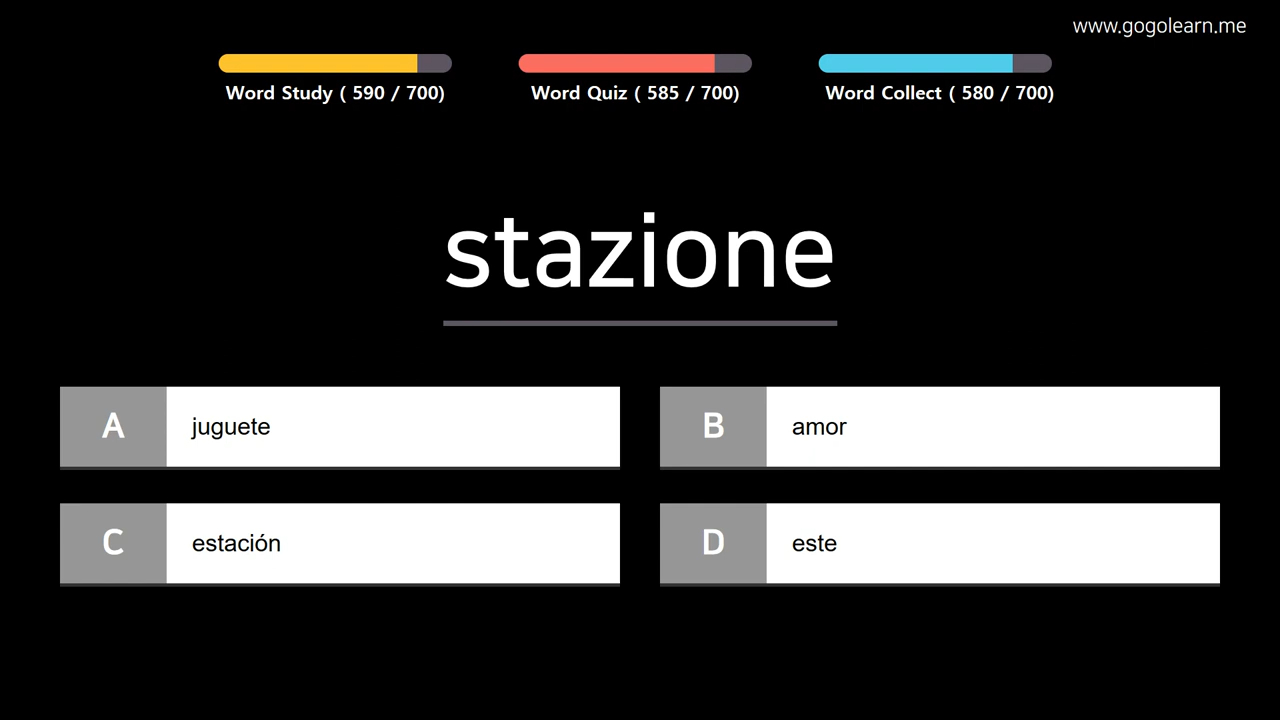 www.gogolearn.me
Word Study ( 590 / 700)
Word Quiz ( 585 / 700)
Word Collect ( 580 / 700)
stazione
A juguete
B amor
C estación
D este